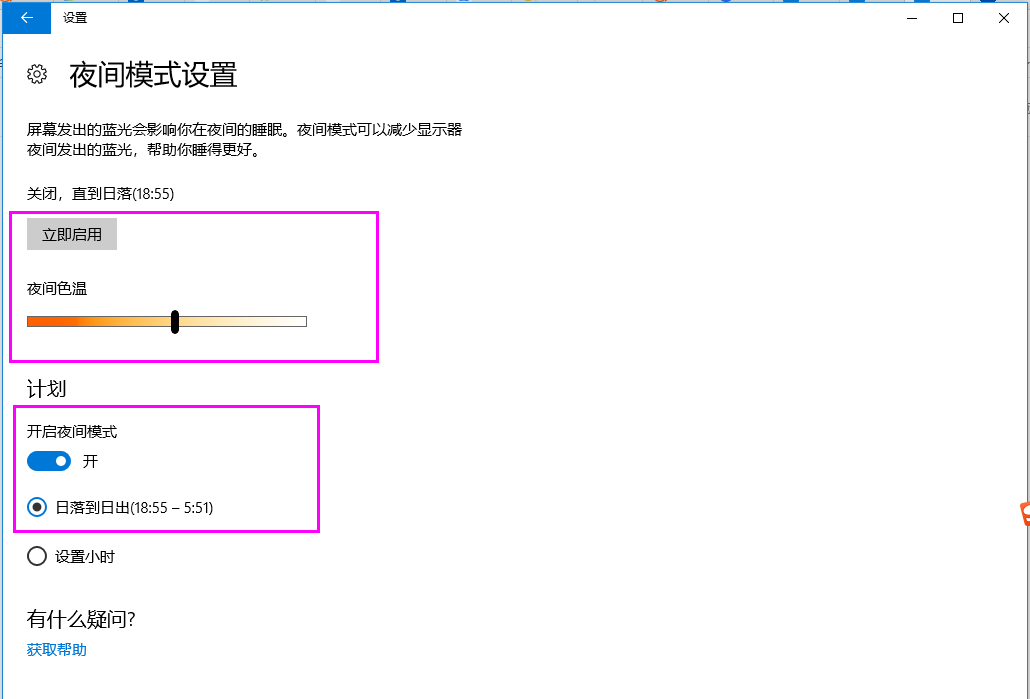 设置
夜间模式设置
屏幕发出的蓝光会影响你在夜间的睡眠。夜间模式可以减少显示器
夜间发出的蓝光，帮助你睡得更好。
关闭，直到日落(18:55)
立即启用
夜间色温
计划
开启夜间模式
开
日落到日出(18:55 – 5:51)
设置小时
有什么疑问?
获取帮助